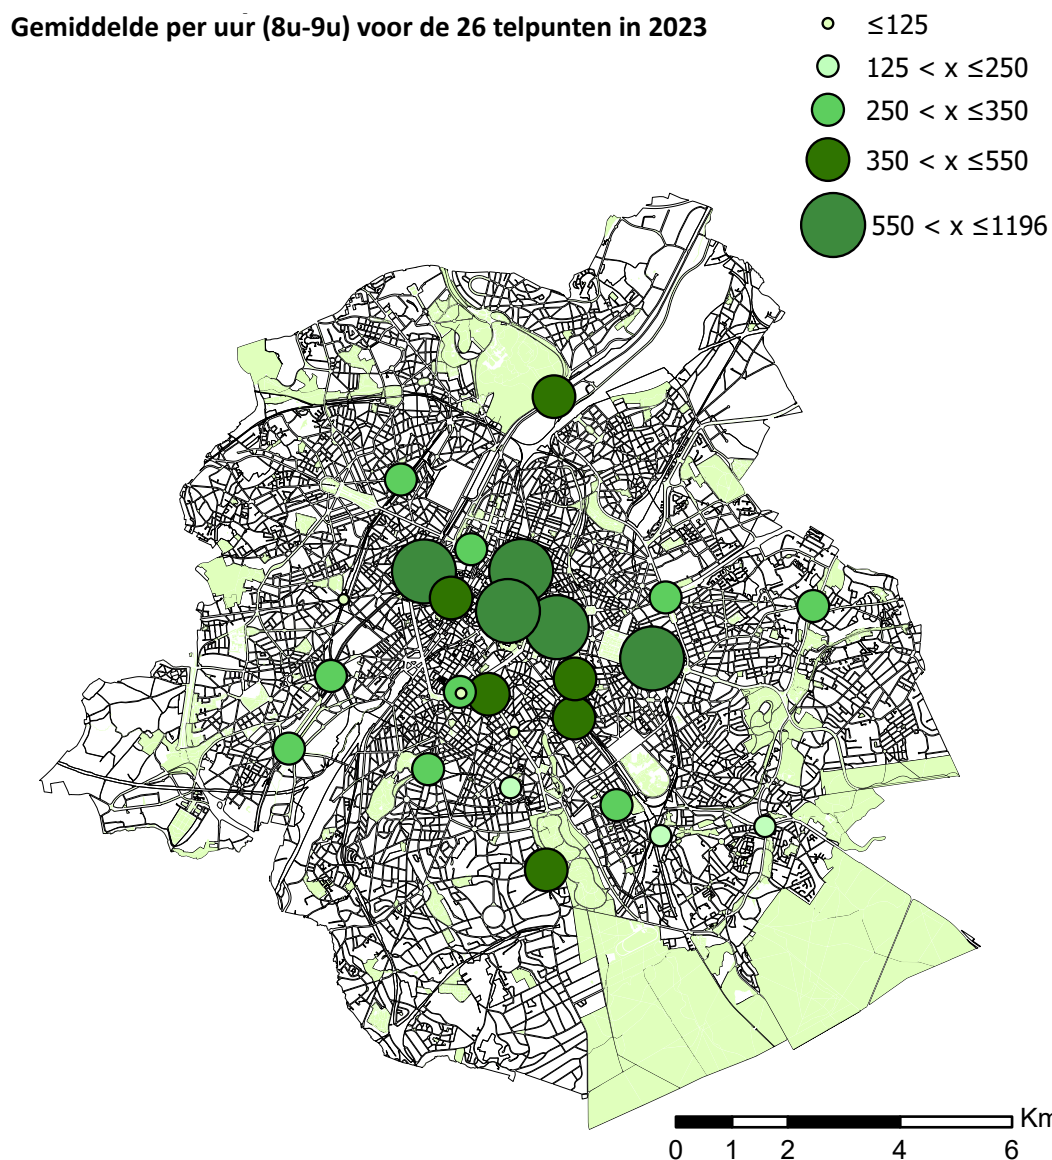 Gemiddelde per uur (8u-9u) voor de 26 telpunten in 2023
≤125
125 < x ≤250
250 < x ≤350
350 < x ≤550
550 < x ≤1196
Km
0 1 2 4 6